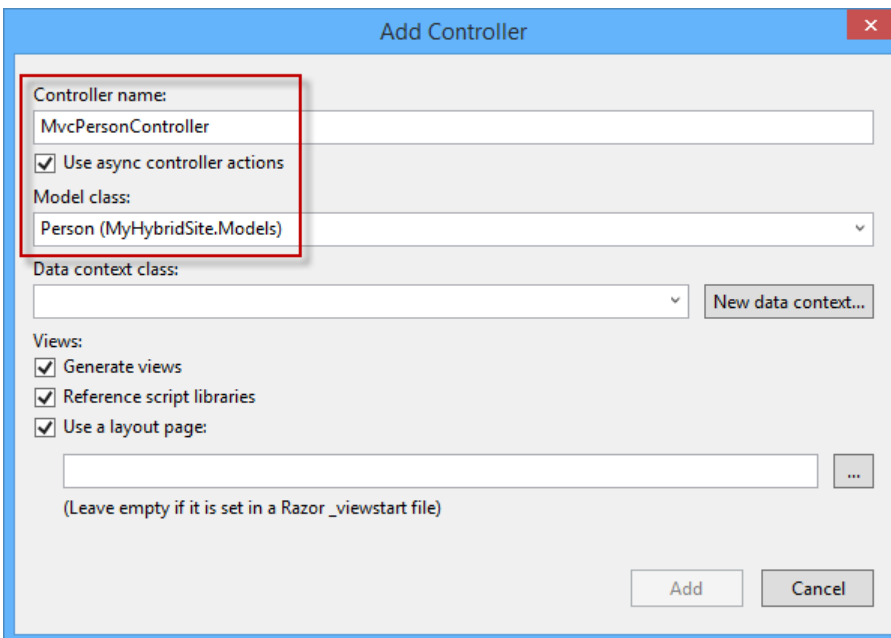 Add Controller
Controller name:
MvcPersonController
Use async controller actions
Model class:
Person (MyHybridSite.Models)
Data context class:
New data context...
Views:
Generate views
Reference script libraries
Use a layout page:
...
(Leave empty if it is set in a Razor _viewstart file)
Add Cancel